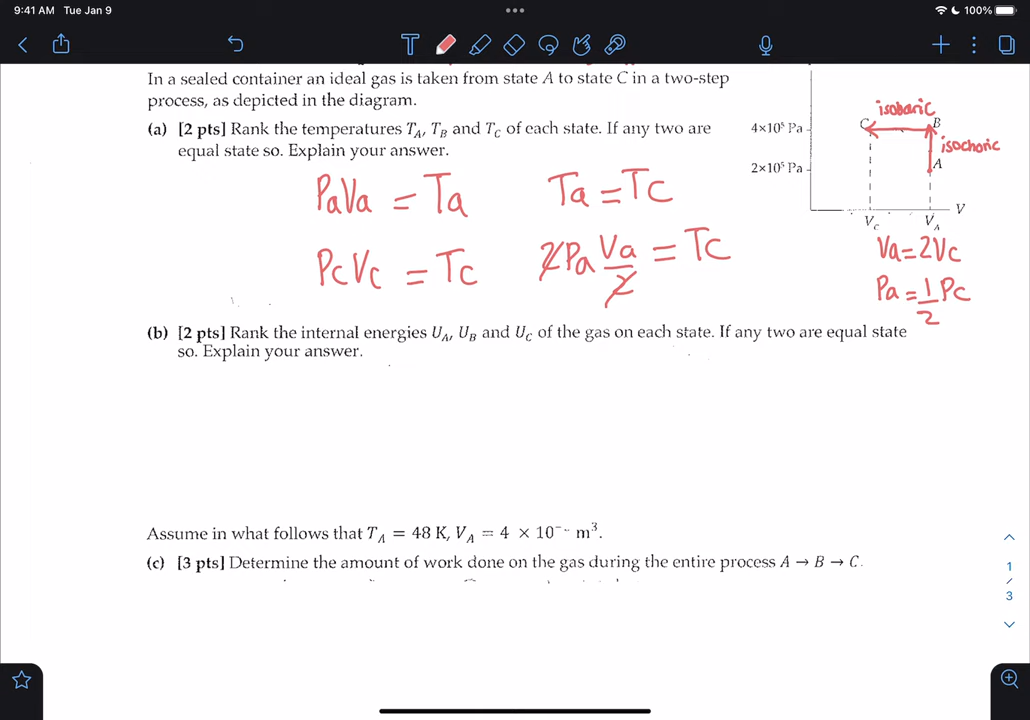 9:41 AM Tue Jan 9
100%
In a sealed container an ideal gas is taken from state A to state C in a two-step
process, as depicted in the diagram.
(a) [2 pts] Rank the temperatures T_A, T_B and T_C of each state. If any two are
equal state so. Explain your answer.
4×10⁵ Pa
2×10⁵ Pa
isobaric
C
B
isochoric
A
V_C
V_A
V
PaVa = Ta
Ta = Tc
PcVc = Tc
2Pa Va/2 = Tc
Va = 2Vc
Pa = 1/2 Pc
(b) [2 pts] Rank the internal energies U_A, U_B and U_C of the gas on each state. If any two are equal state
so. Explain your answer.
Assume in what follows that T_A = 48 K, V_A = 4 × 10 m³.
(c) [3 pts] Determine the amount of work done on the gas during the entire process A → B → C.
1
/
3